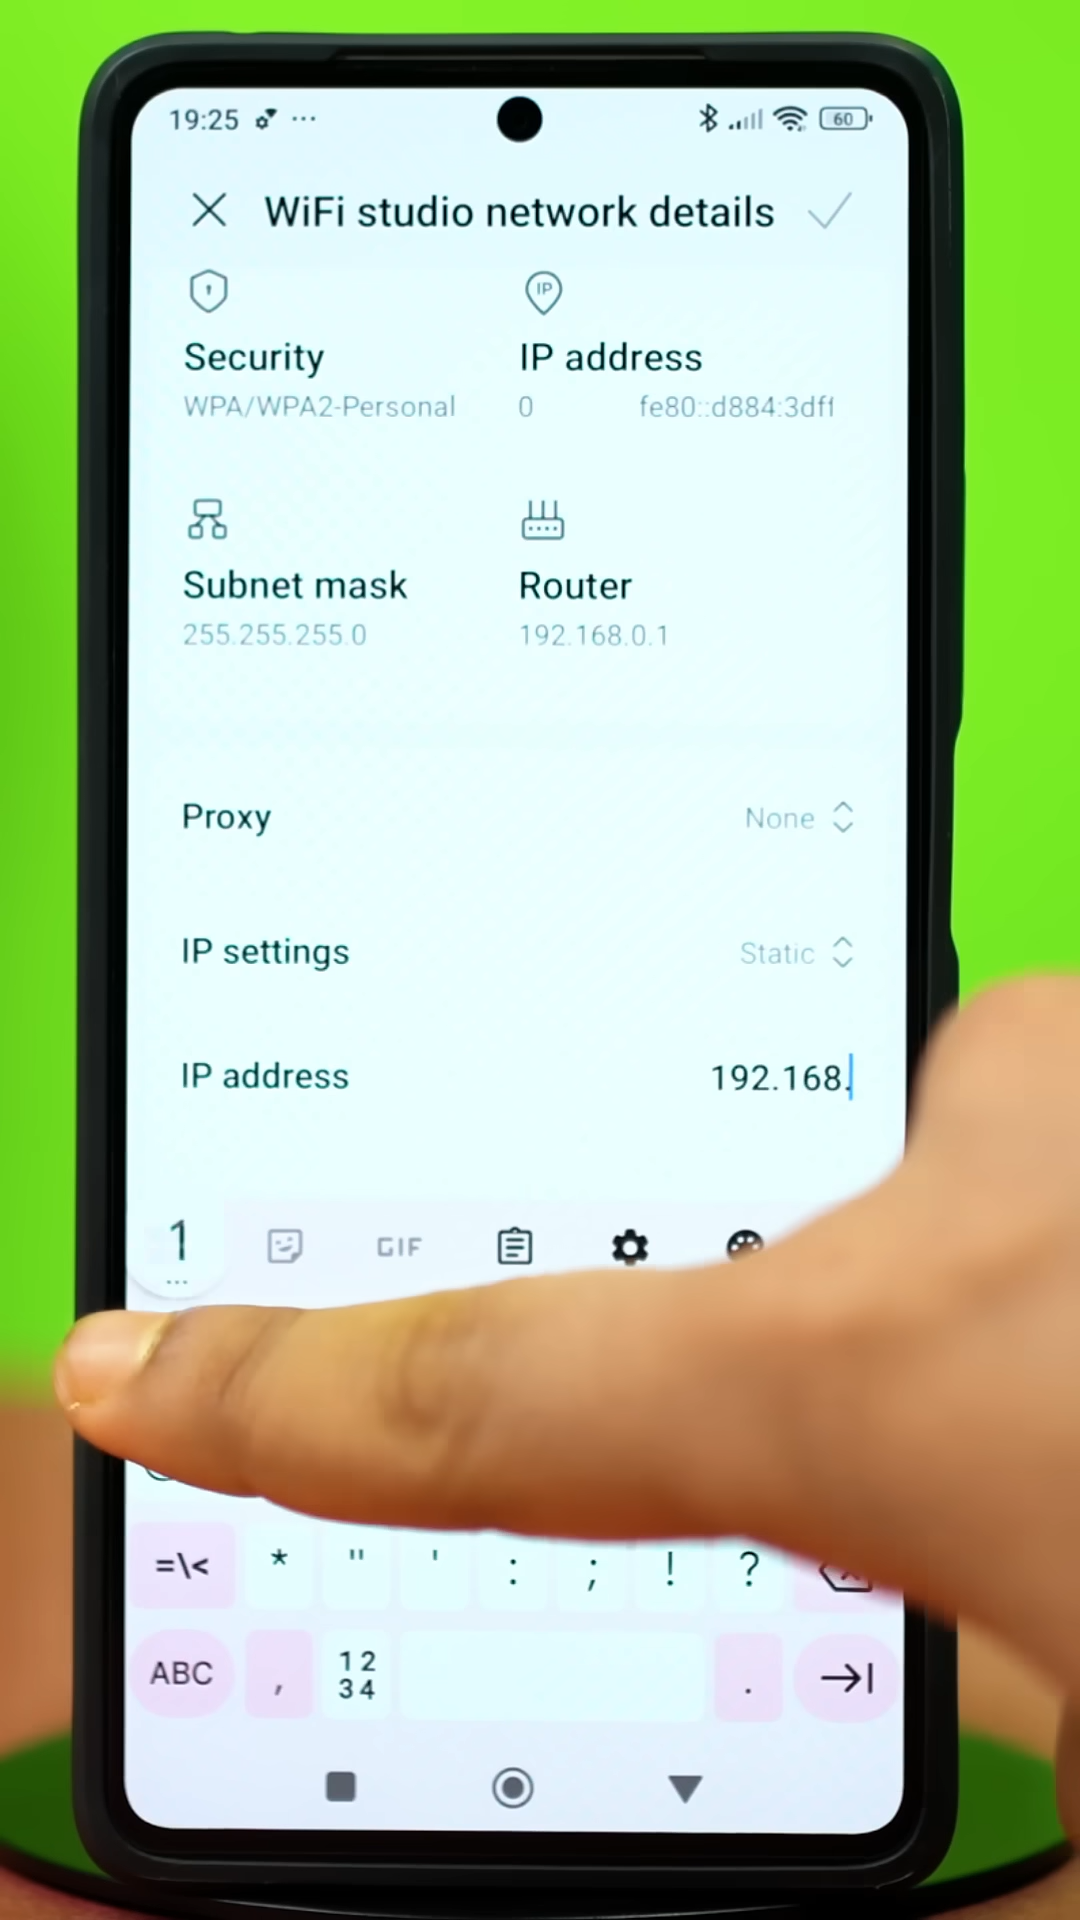 19:25 ... 60
WiFi studio network details
IP
Security IP address
WPA/WPA2-Personal 0 fe80::d884:3dff
Subnet mask Router
255.255.255.0 192.168.0.1
Proxy None
IP settings Static
IP address 192.168.
1 GIF
...
=\< * " ' : ; ! ?
ABC , 1 2 3 4 .